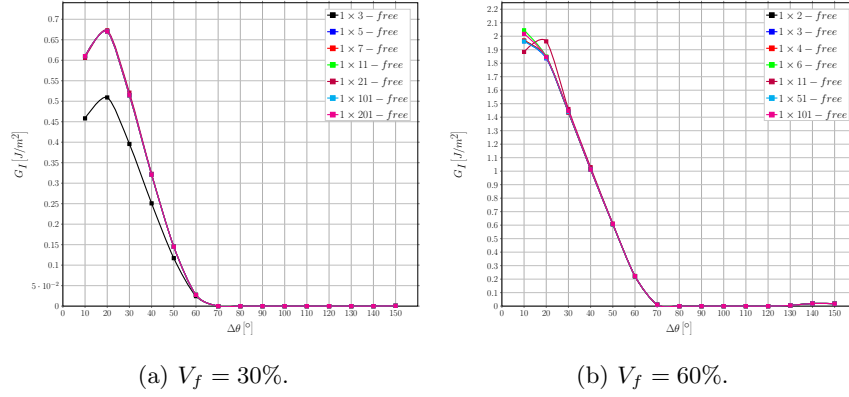 0.7
0.65
0.6
0.55
0.5
0.45
0.4
0.35
0.3
0.25
0.2
0.15
0.1
5 · 10⁻²
0
G_I [J/m²]
1 × 3 − free
1 × 5 − free
1 × 7 − free
1 × 11 − free
1 × 21 − free
1 × 101 − free
1 × 201 − free
0 10 20 30 40 50 60 70 80 90 100 110 120 130 140 150
Δθ [°]
(a) V_f = 30%.
2.2
2.1
2
1.9
1.8
1.7
1.6
1.5
1.4
1.3
1.2
1.1
1
0.9
0.8
0.7
0.6
0.5
0.4
0.3
0.2
0.1
0
G_I [J/m²]
1 × 2 − free
1 × 3 − free
1 × 4 − free
1 × 6 − free
1 × 11 − free
1 × 51 − free
1 × 101 − free
0 10 20 30 40 50 60 70 80 90 100 110 120 130 140 150
Δθ [°]
(b) V_f = 60%.